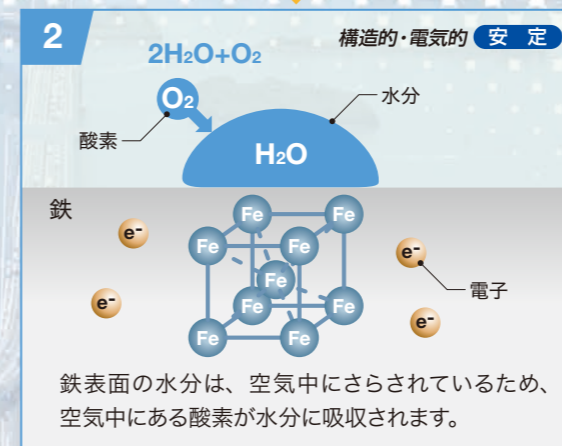 2
構造的・電気的 安 定
2H₂O+O₂
O₂
水分
酸素
H₂O
鉄
Fe Fe
e⁻
Fe Fe
e⁻
Fe
電子
e⁻
Fe Fe
e⁻
Fe Fe
鉄表面の水分は、空気中にさらされているため、
空気中にある酸素が水分に吸収されます。